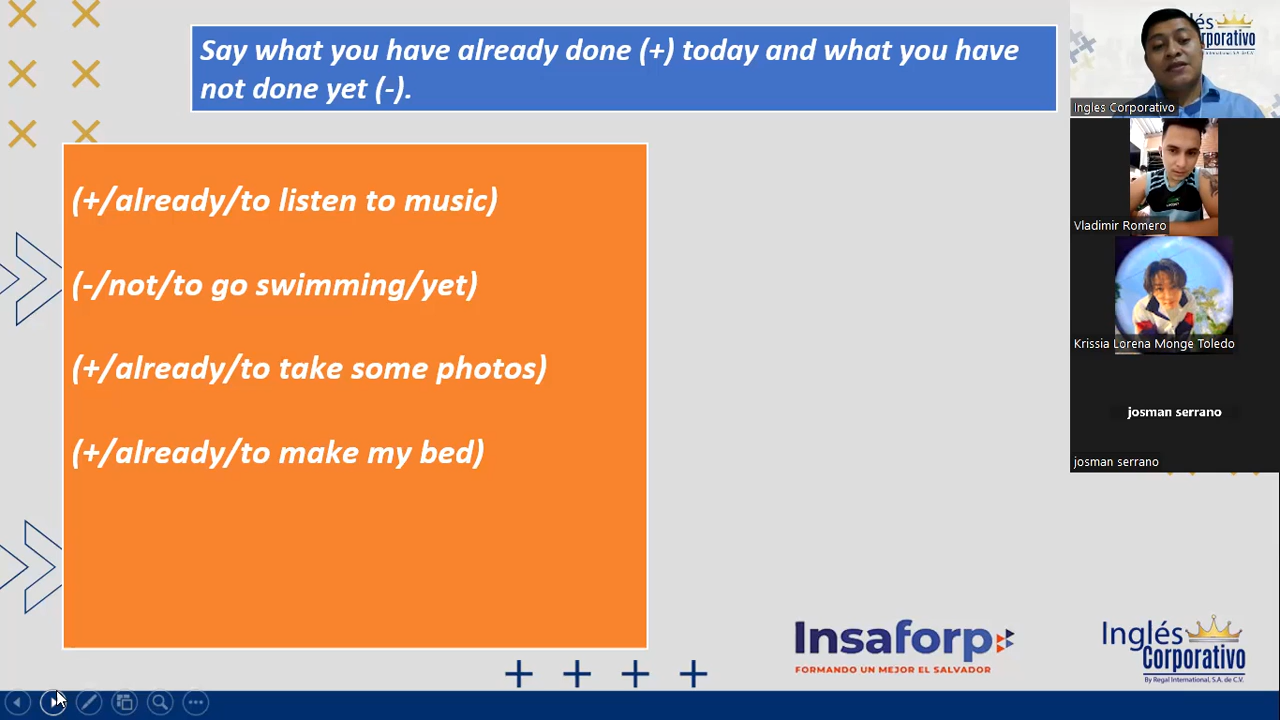 Say what you have already done (+) today and what you have
not done yet (-).
(+/already/to listen to music)
(-/not/to go swimming/yet)
(+/already/to take some photos)
(+/already/to make my bed)
Insaforp
FORMANDO UN MEJOR EL SALVADOR
Inglés
Corporativo
By Regal International, S.A. de C.V.
Ingles Corporativo
Vladimir Romero
Krissia Lorena Monge Toledo
josman serrano
josman serrano